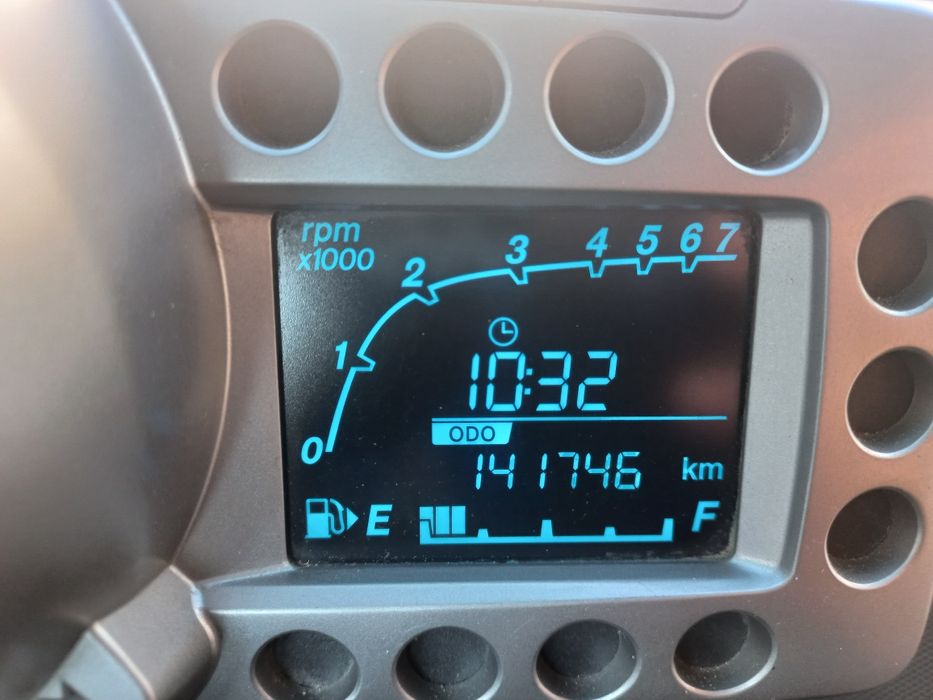 rpm
x1000
0 1 2 3 4 5 6 7
10:32
ODO
141746 km
E F